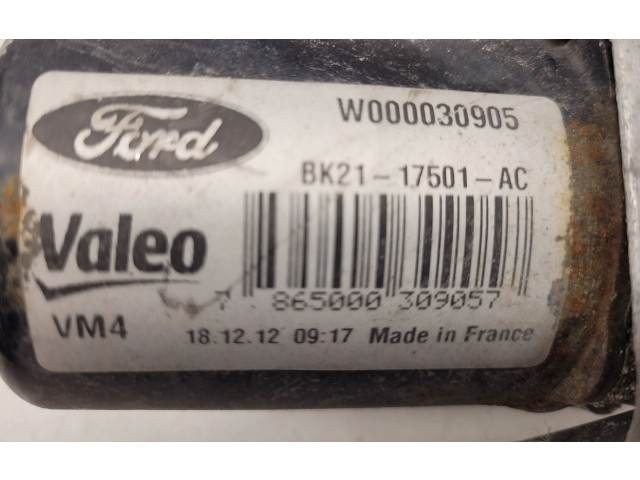 Ford
W000030905
BK21-17501-AC
Valeo
7 865000 309057
VM4
18.12.12 09:17 Made in France